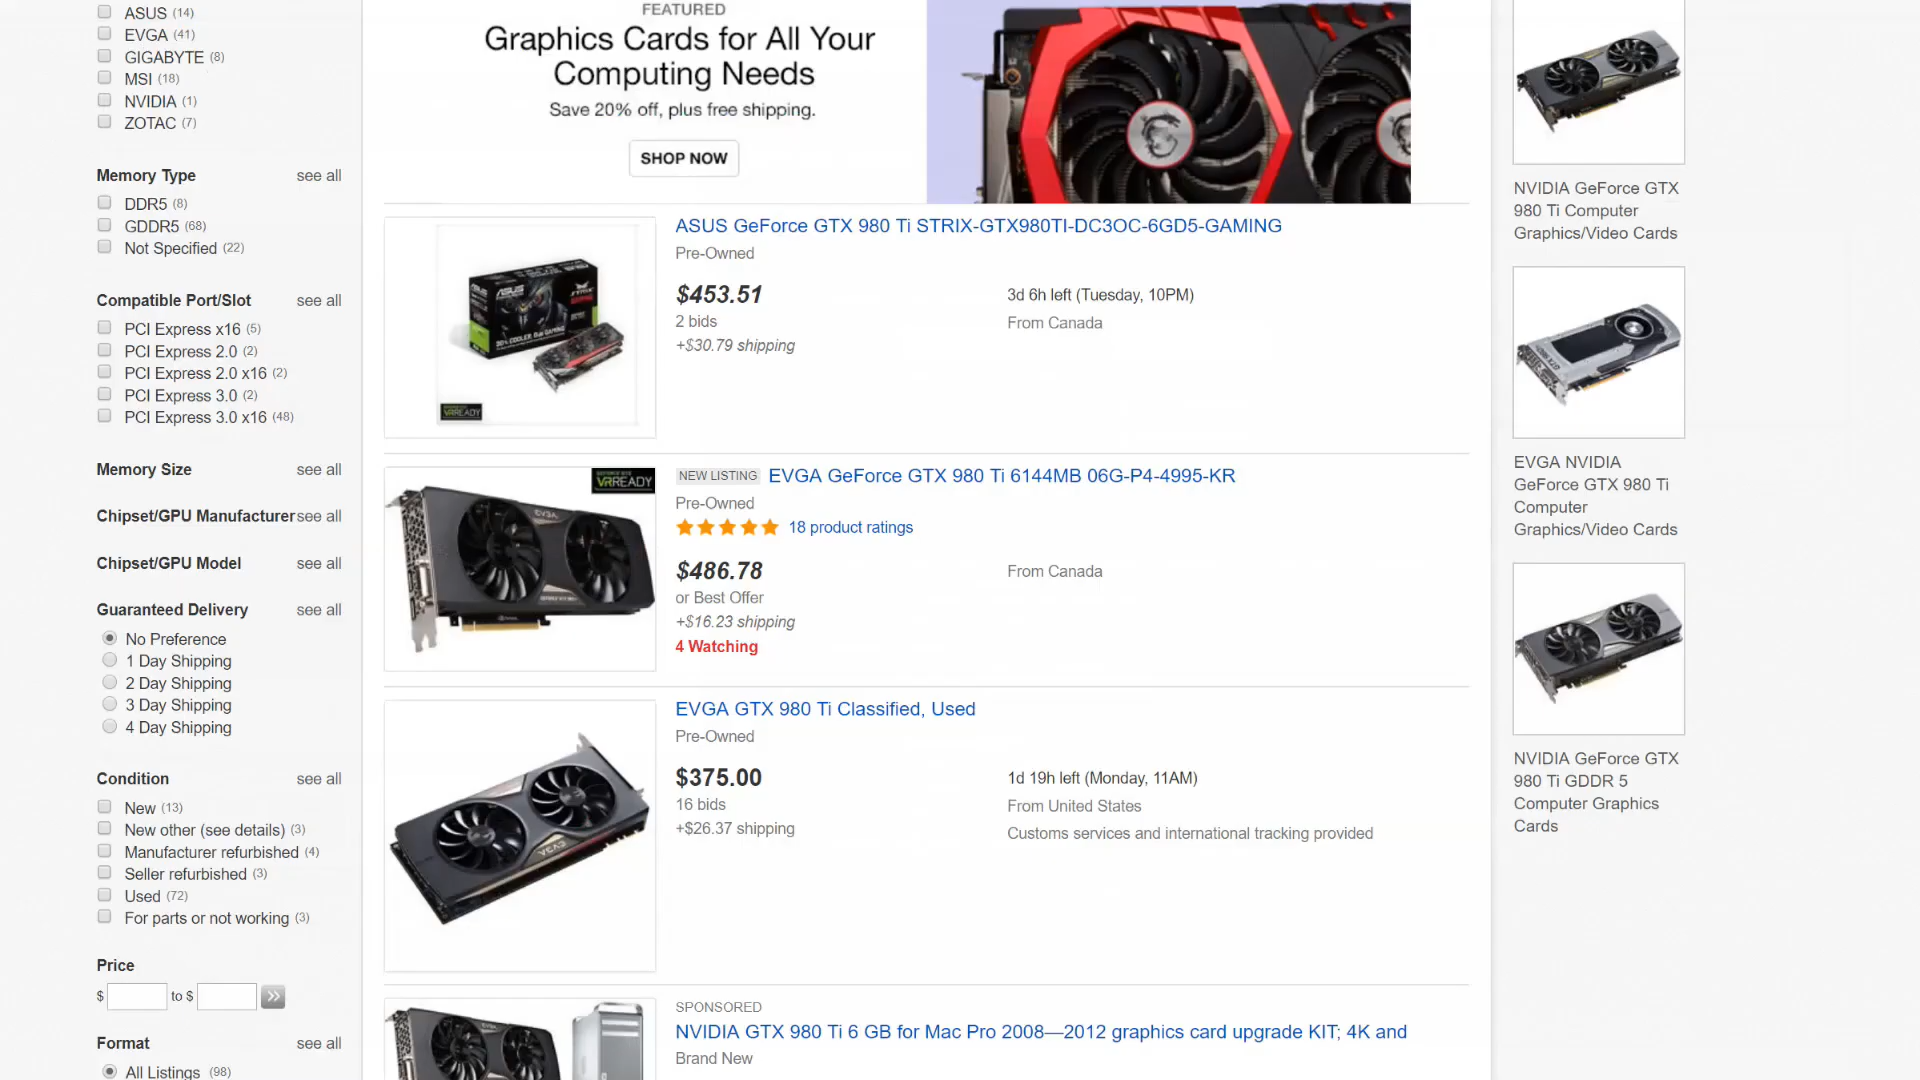 ASUS (14)
EVGA (41)
GIGABYTE (8)
MSI (18)
NVIDIA (1)
ZOTAC (7)
Memory Type see all
DDR5 (8)
GDDR5 (68)
Not Specified (22)
Compatible Port/Slot see all
PCI Express x16 (5)
PCI Express 2.0 (2)
PCI Express 2.0 x16 (2)
PCI Express 3.0 (2)
PCI Express 3.0 x16 (48)
Memory Size see all
Chipset/GPU Manufacturer see all
Chipset/GPU Model see all
Guaranteed Delivery see all
No Preference
1 Day Shipping
2 Day Shipping
3 Day Shipping
4 Day Shipping
Condition see all
New (13)
New other (see details) (3)
Manufacturer refurbished (4)
Seller refurbished (3)
Used (72)
For parts or not working (3)
Price
$ to $
Format see all
All Listings (98)
FEATURED
Graphics Cards for All Your
Computing Needs
Save 20% off, plus free shipping.
SHOP NOW
ASUS GeForce GTX 980 Ti STRIX-GTX980TI-DC3OC-6GD5-GAMING
Pre-Owned
$453.51
2 bids
+$30.79 shipping
3d 6h left (Tuesday, 10PM)
From Canada
ASUS
VRREADY
VRREADY
EVGA
NEW LISTING EVGA GeForce GTX 980 Ti 6144MB 06G-P4-4995-KR
Pre-Owned
18 product ratings
$486.78
or Best Offer
+$16.23 shipping
4 Watching
From Canada
EVGA GTX 980 Ti Classified, Used
Pre-Owned
$375.00
16 bids
+$26.37 shipping
1d 19h left (Monday, 11AM)
From United States
Customs services and international tracking provided
EVGA
SPONSORED
NVIDIA GTX 980 Ti 6 GB for Mac Pro 2008—2012 graphics card upgrade KIT; 4K and
Brand New
NVIDIA GeForce GTX
980 Ti Computer
Graphics/Video Cards
EVGA NVIDIA
GeForce GTX 980 Ti
Computer
Graphics/Video Cards
NVIDIA GeForce GTX
980 Ti GDDR 5
Computer Graphics
Cards